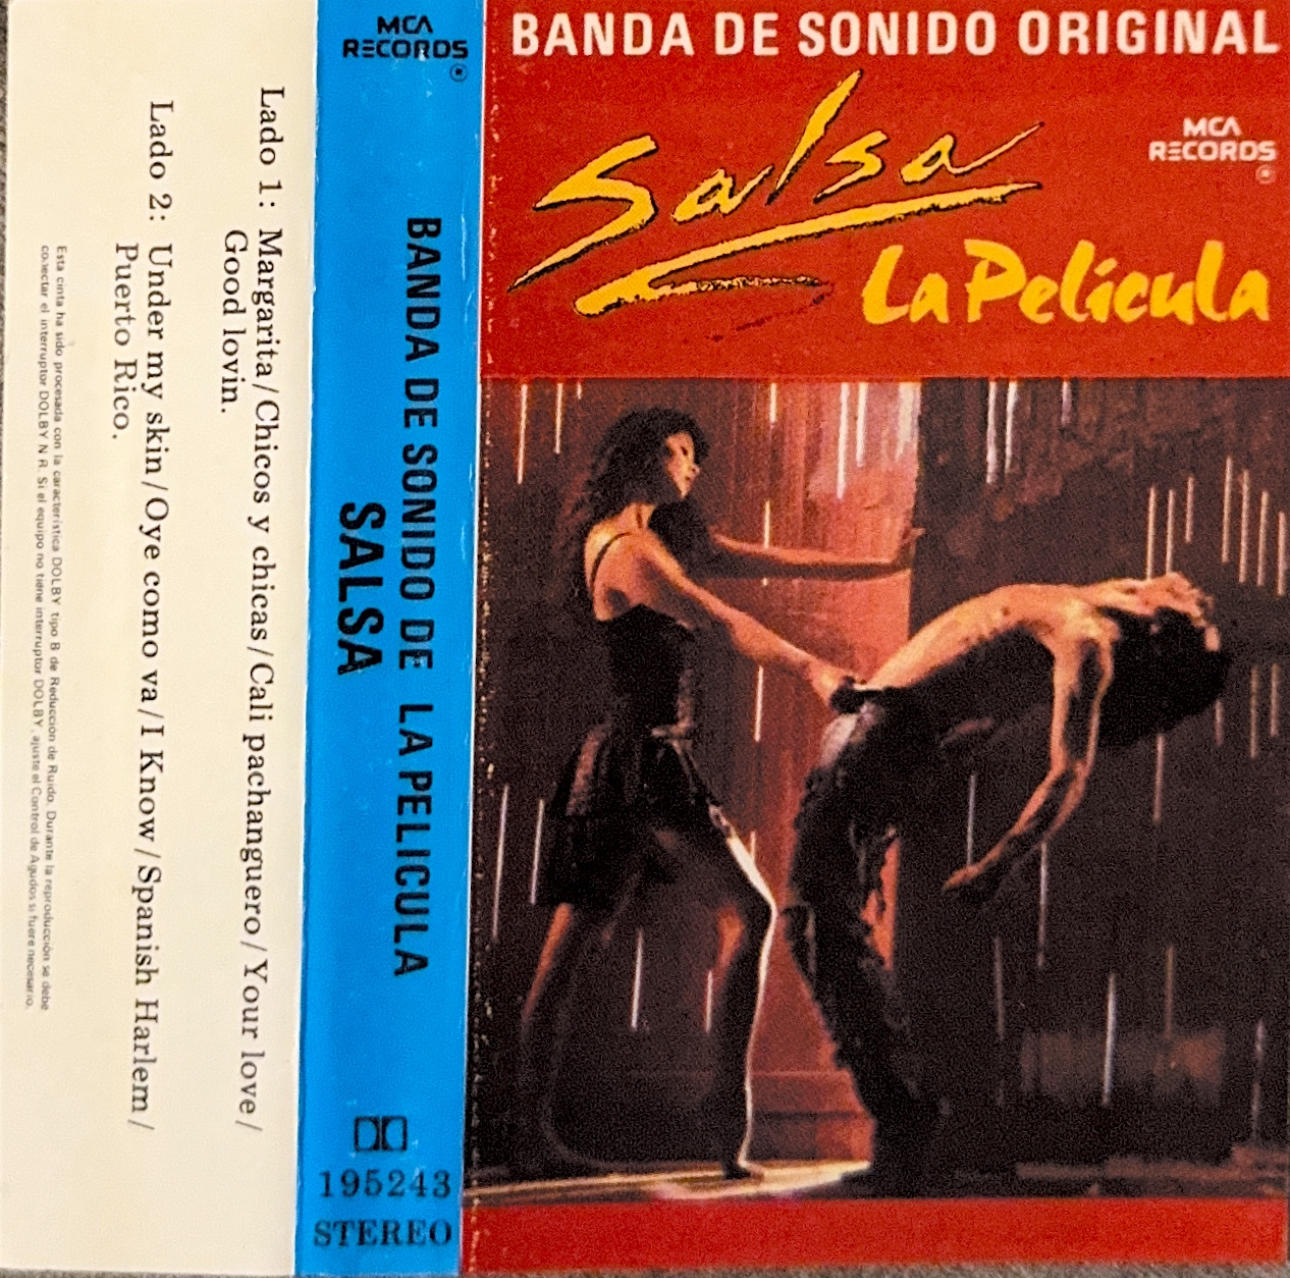 BANDA DE SONIDO ORIGINAL
Salsa
MCA
RECORDS
La Película
MCA
RECORDS
BANDA DE SONIDO DE LA PELICULA
SALSA
195243
STEREO
Lado 1: Margarita/Chicos y chicas/Cali pachanguero/Your love/
Good lovin.
Lado 2: Under my skin/Oye como va/I Know/Spanish Harlem/
Puerto Rico.
Esta cinta ha sido procesada con la característica DOLBY tipo B de Reducción de Ruido. Durante la reproducción se debe
conectar el interruptor DOLBY N R. Si el equipo no tiene interruptor DOLBY, ajuste el Control de Agudos si fuere necesario.